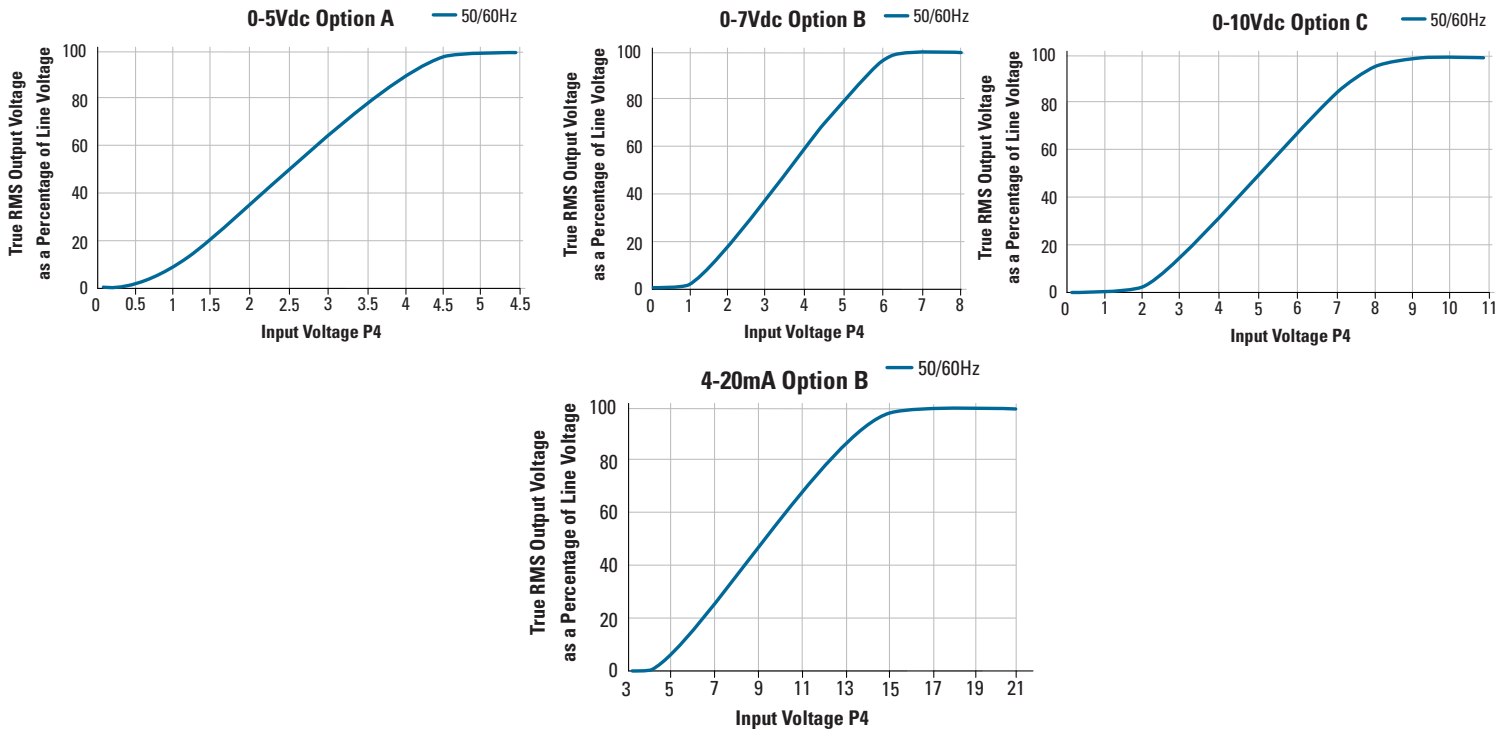 0-5Vdc Option A
50/60Hz
True RMS Output Voltage
as a Percentage of Line Voltage
100
80
60
40
20
0
0 0.5 1 1.5 2 2.5 3 3.5 4 4.5 5 4.5
Input Voltage P4
0-7Vdc Option B
50/60Hz
True RMS Output Voltage
as a Percentage of Line Voltage
100
80
60
40
20
0
0 1 2 3 4 5 6 7 8
Input Voltage P4
0-10Vdc Option C
50/60Hz
True RMS Output Voltage
as a Percentage of Line Voltage
100
80
60
40
20
0
0 1 2 3 4 5 6 7 8 9 10 11
Input Voltage P4
4-20mA Option B
50/60Hz
True RMS Output Voltage
as a Percentage of Line Voltage
100
80
60
40
20
0
3 5 7 9 11 13 15 17 19 21
Input Voltage P4